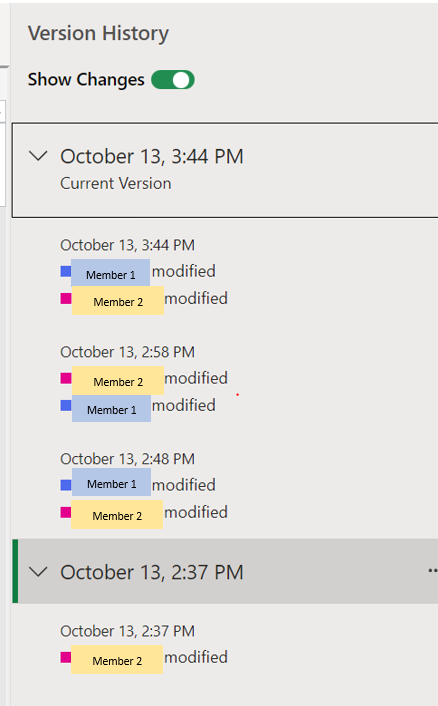 Version History
Show Changes
October 13, 3:44 PM
Current Version
October 13, 3:44 PM
Member 1 modified
Member 2 modified
October 13, 2:58 PM
Member 2 modified
Member 1 modified
October 13, 2:48 PM
Member 1 modified
Member 2 modified
October 13, 2:37 PM
October 13, 2:37 PM
Member 2 modified